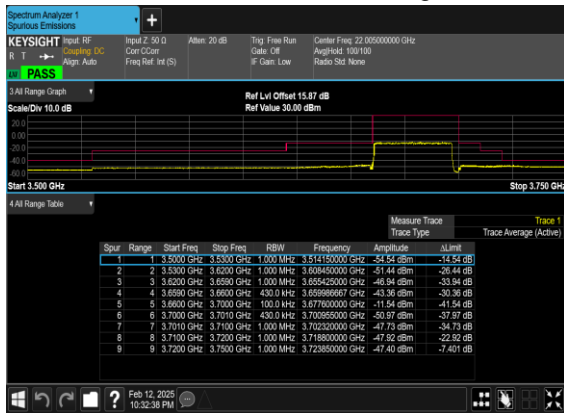 Spectrum Analyzer 1
Spurious Emissions
KEYSIGHT Input: RF Input Z: 50 Ω Atten: 20 dB Trig: Free Run Center Freq: 22.005000000 GHz
R T Coupling: DC Corr CCorr Gate: Off Avg|Hold: 100/100
Align: Auto Freq Ref: Int (S) IF Gain: Low Radio Std: None
PASS
3 All Range Graph
Ref Lvl Offset 15.87 dB
Scale/Div 10.0 dB Ref Value 30.00 dBm
20.0
0.00
-20.0
-40.0
-60.0
Start 3.500 GHz Stop 3.750 GHz
4 All Range Table
Measure Trace Trace 1
Trace Type Trace Average (Active)
Spur Range Start Freq Stop Freq RBW Frequency Amplitude ΔLimit
1 1 3.5000 GHz 3.5300 GHz 1.000 MHz 3.514150000 GHz -54.54 dBm -14.54 dB
2 2 3.5300 GHz 3.6200 GHz 1.000 MHz 3.608450000 GHz -51.44 dBm -26.44 dB
3 3 3.6200 GHz 3.6590 GHz 1.000 MHz 3.655425000 GHz -46.94 dBm -33.94 dB
4 4 3.6590 GHz 3.6600 GHz 430.0 kHz 3.659986667 GHz -43.36 dBm -30.36 dB
5 5 3.6600 GHz 3.7000 GHz 100.0 kHz 3.677600000 GHz -11.54 dBm -41.54 dB
6 6 3.7000 GHz 3.7010 GHz 430.0 kHz 3.700955000 GHz -50.97 dBm -37.97 dB
7 7 3.7010 GHz 3.7100 GHz 1.000 MHz 3.702320000 GHz -47.73 dBm -34.73 dB
8 8 3.7100 GHz 3.7200 GHz 1.000 MHz 3.718800000 GHz -47.92 dBm -22.92 dB
9 9 3.7200 GHz 3.7500 GHz 1.000 MHz 3.723850000 GHz -47.40 dBm -7.401 dB
Feb 12, 2025
10:32:38 PM